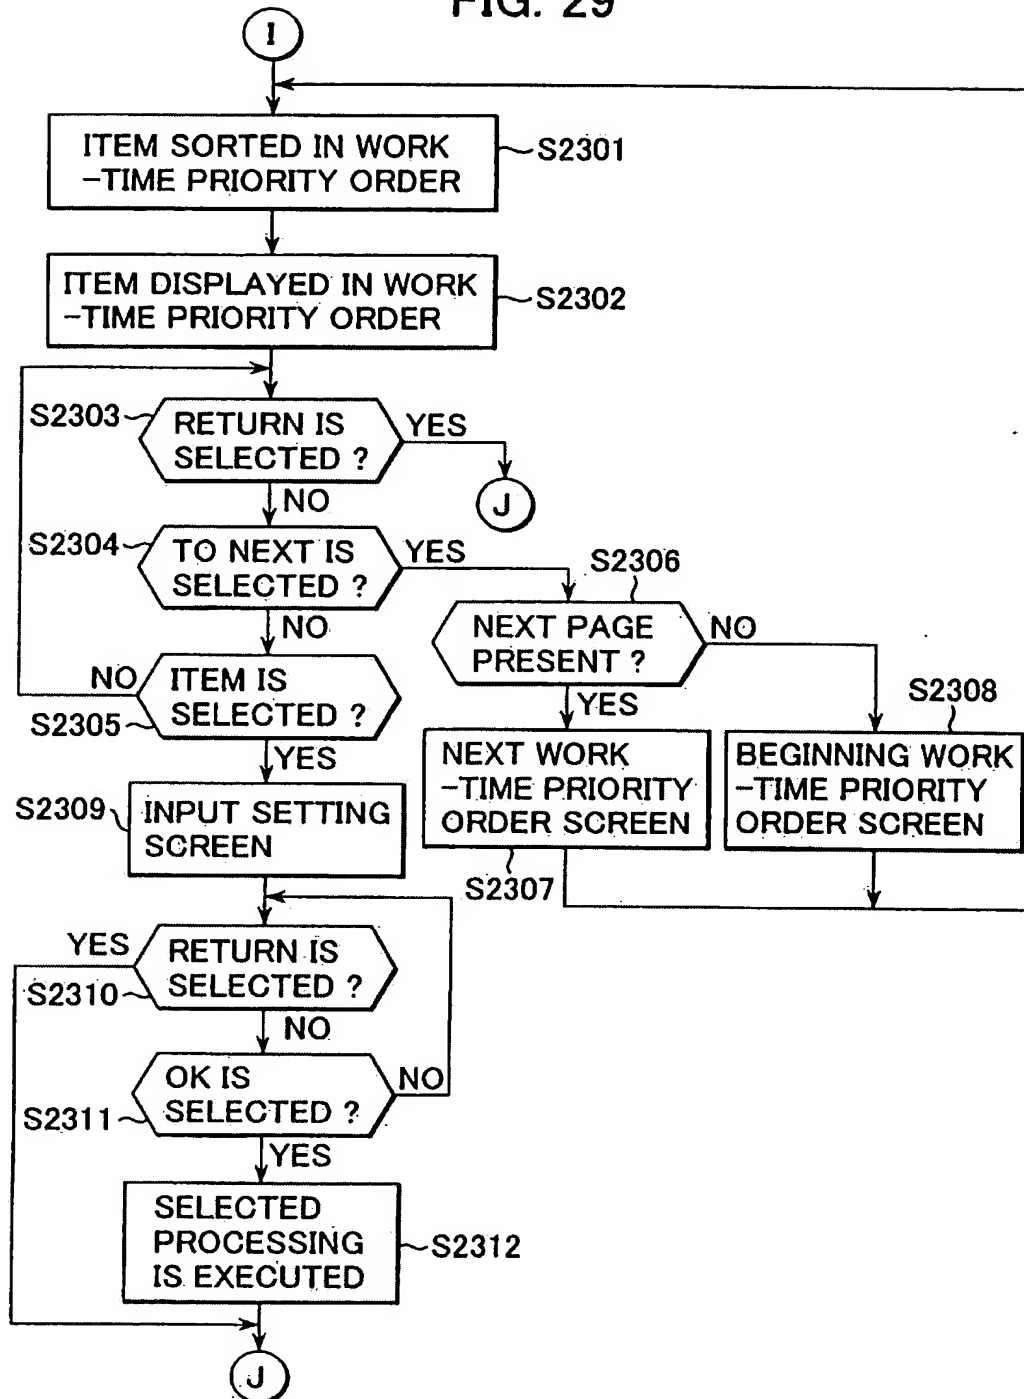 FIG. 29
I
ITEM SORTED IN WORK
-TIME PRIORITY ORDER
S2301
ITEM DISPLAYED IN WORK
-TIME PRIORITY ORDER
S2302
S2303
RETURN IS
SELECTED ?
YES
J
NO
S2304
TO NEXT IS
SELECTED ?
YES
S2306
NEXT PAGE
PRESENT ?
NO
NO
NO
ITEM IS
SELECTED ?
S2305
YES
YES
S2308
NEXT WORK
-TIME PRIORITY
ORDER SCREEN
BEGINNING WORK
-TIME PRIORITY
ORDER SCREEN
S2309
INPUT SETTING
SCREEN
S2307
YES
RETURN IS
SELECTED ?
S2310
NO
OK IS
SELECTED ?
NO
S2311
YES
SELECTED
PROCESSING
IS EXECUTED
S2312
J